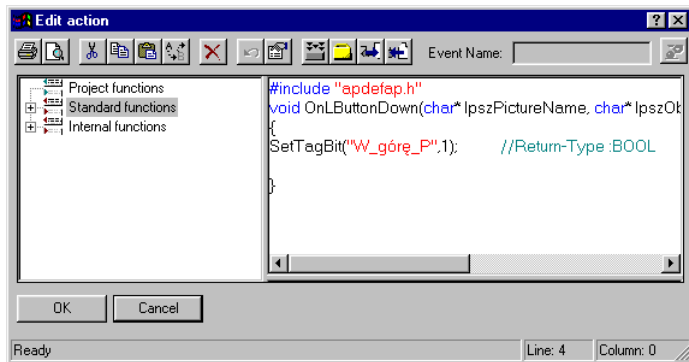 Edit action
Event Name:
Project functions
Standard functions
Internal functions
#include "apdefap.h"
void OnLButtonDown(char* lpszPictureName, char* lpszOb
{
SetTagBit("W_górę_P",1); //Return-Type :BOOL
}
OK Cancel
Ready Line: 4 Column: 0